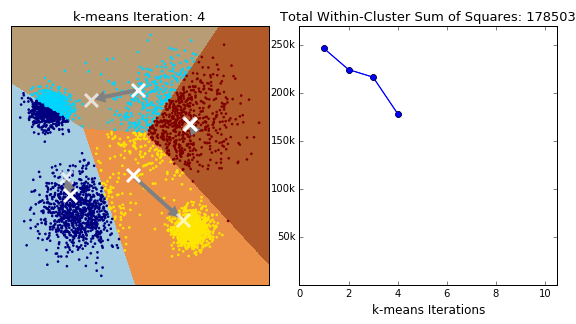 k-means Iteration: 4
Total Within-Cluster Sum of Squares: 178503
250k
200k
150k
100k
50k
0 2 4 6 8 10
k-means Iterations